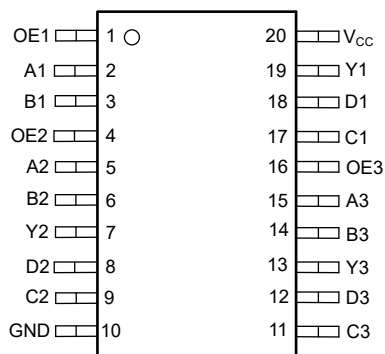 OE1 1 20 VCC
A1 2 19 Y1
B1 3 18 D1
OE2 4 17 C1
A2 5 16 OE3
B2 6 15 A3
Y2 7 14 B3
D2 8 13 Y3
C2 9 12 D3
GND 10 11 C3